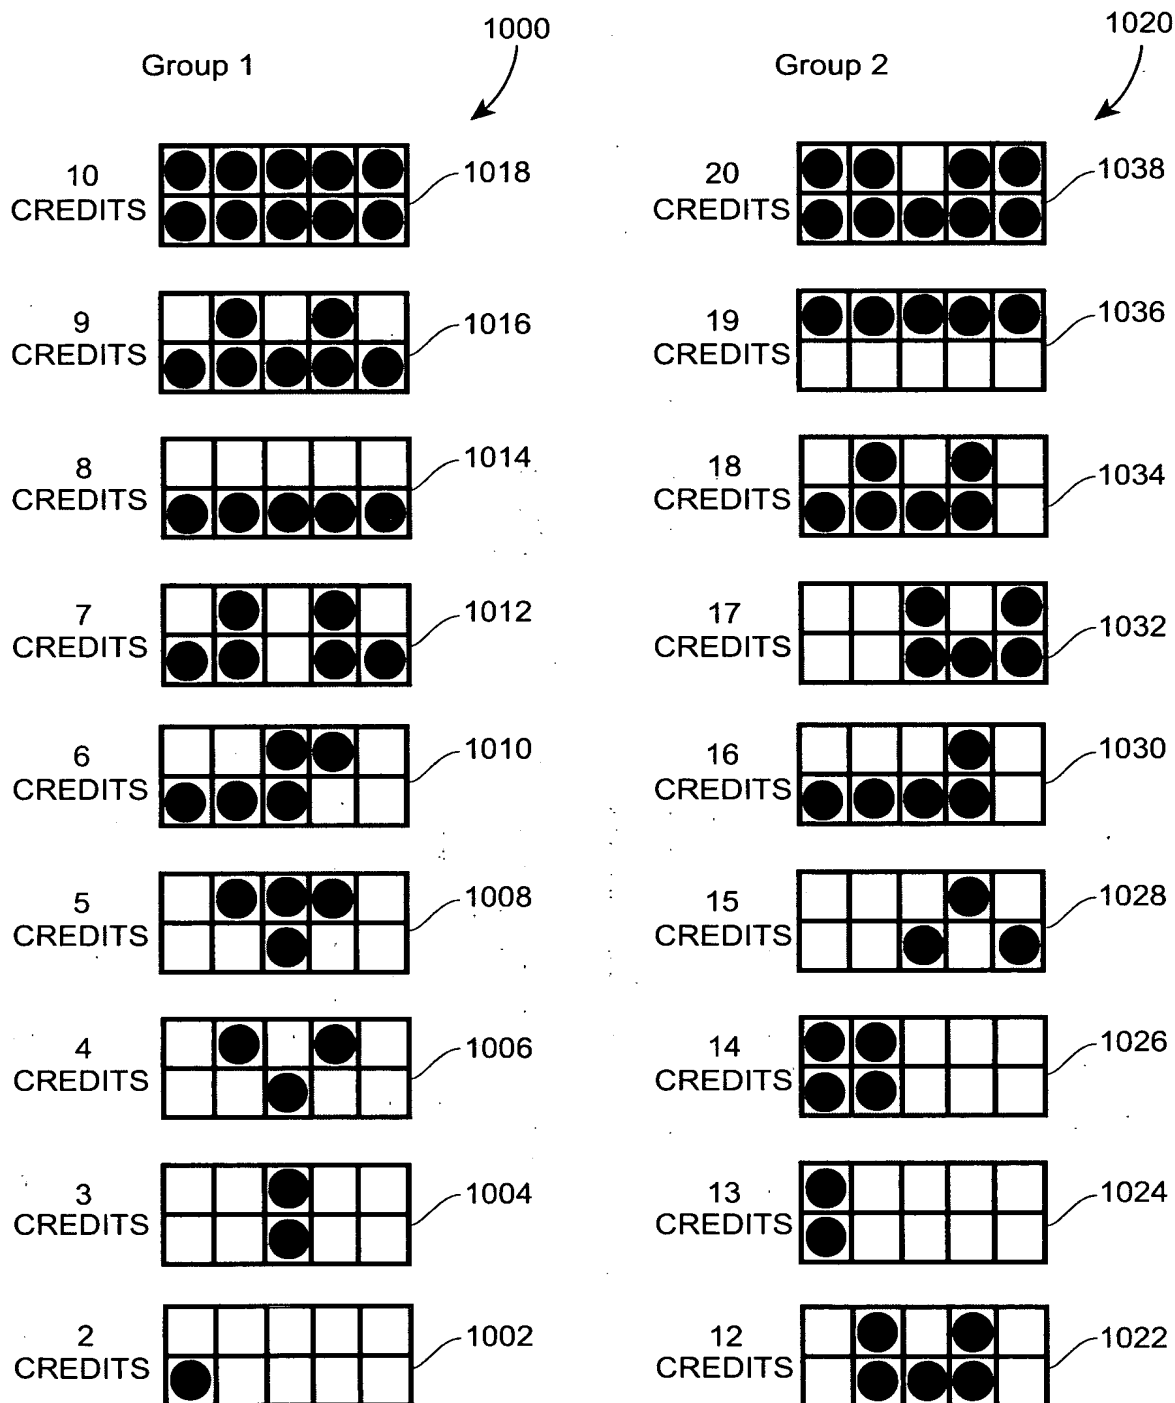 1000
1020
Group 1
Group 2
10
CREDITS
1018
20
CREDITS
1038
9
CREDITS
1016
19
CREDITS
1036
8
CREDITS
1014
18
CREDITS
1034
7
CREDITS
1012
17
CREDITS
1032
6
CREDITS
1010
16
CREDITS
1030
5
CREDITS
1008
15
CREDITS
1028
4
CREDITS
1006
14
CREDITS
1026
3
CREDITS
1004
13
CREDITS
1024
2
CREDITS
1002
12
CREDITS
1022